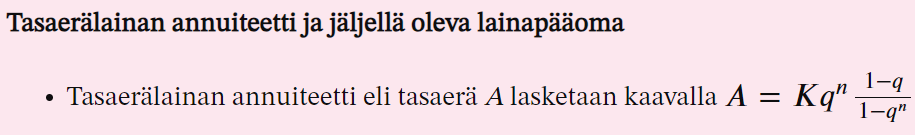 Tasaerälainan annuiteetti ja jäljellä oleva lainapääoma
• Tasaerälainan annuiteetti eli tasaerä A lasketaan kaavalla A = Kqⁿ (1−q)/(1−qⁿ)